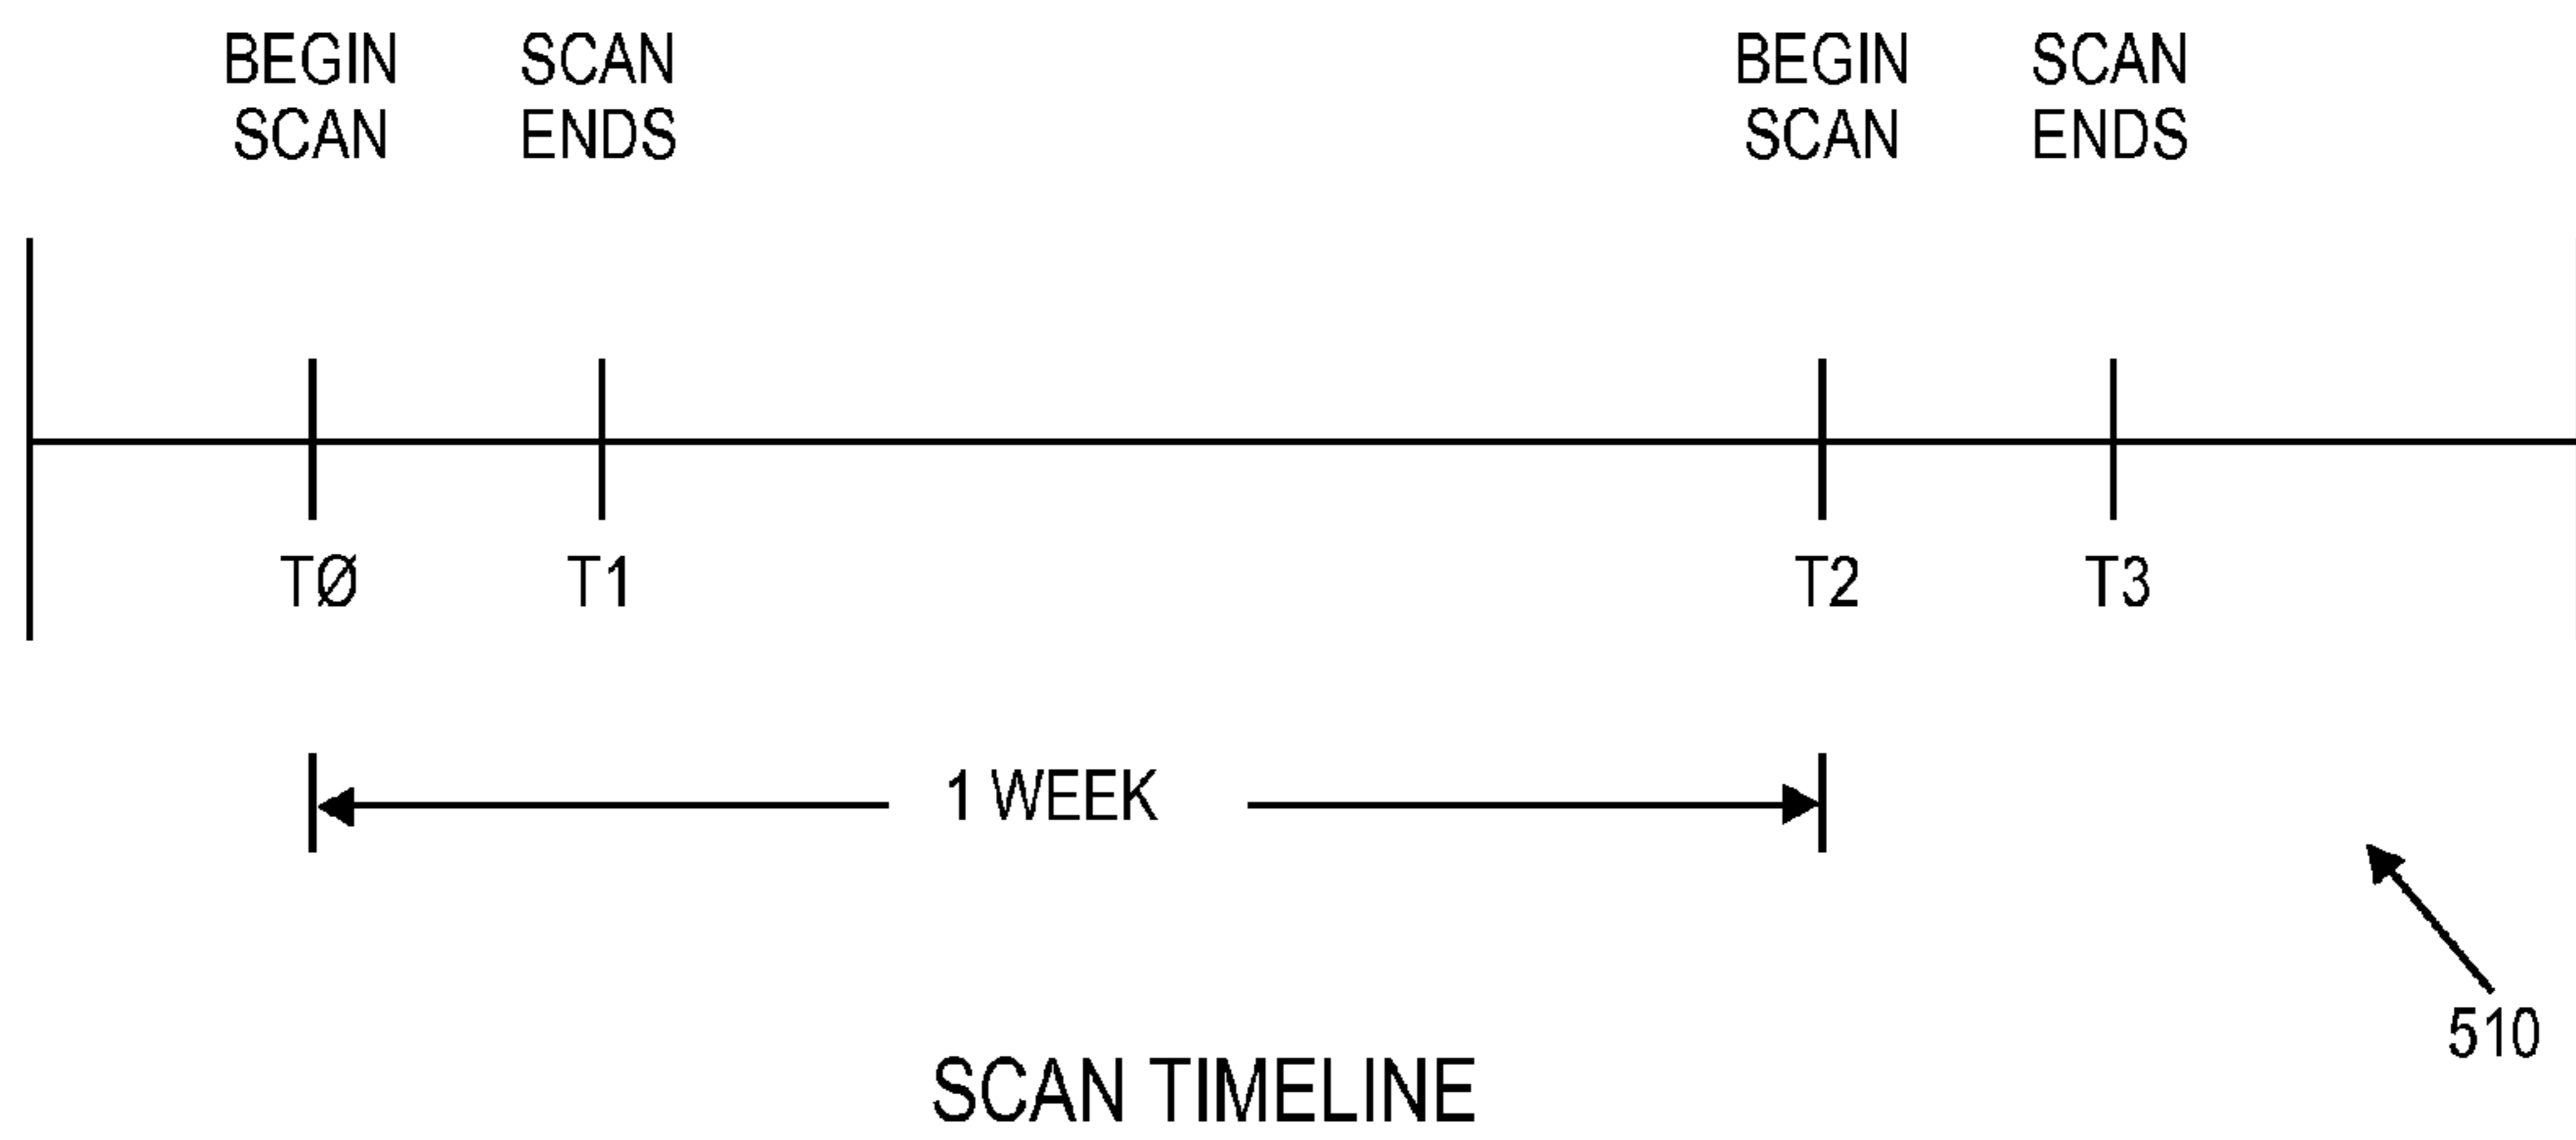 BEGIN
SCAN
SCAN
ENDS
BEGIN
SCAN
SCAN
ENDS
TØ
T1
T2
T3
1 WEEK
510
SCAN TIMELINE